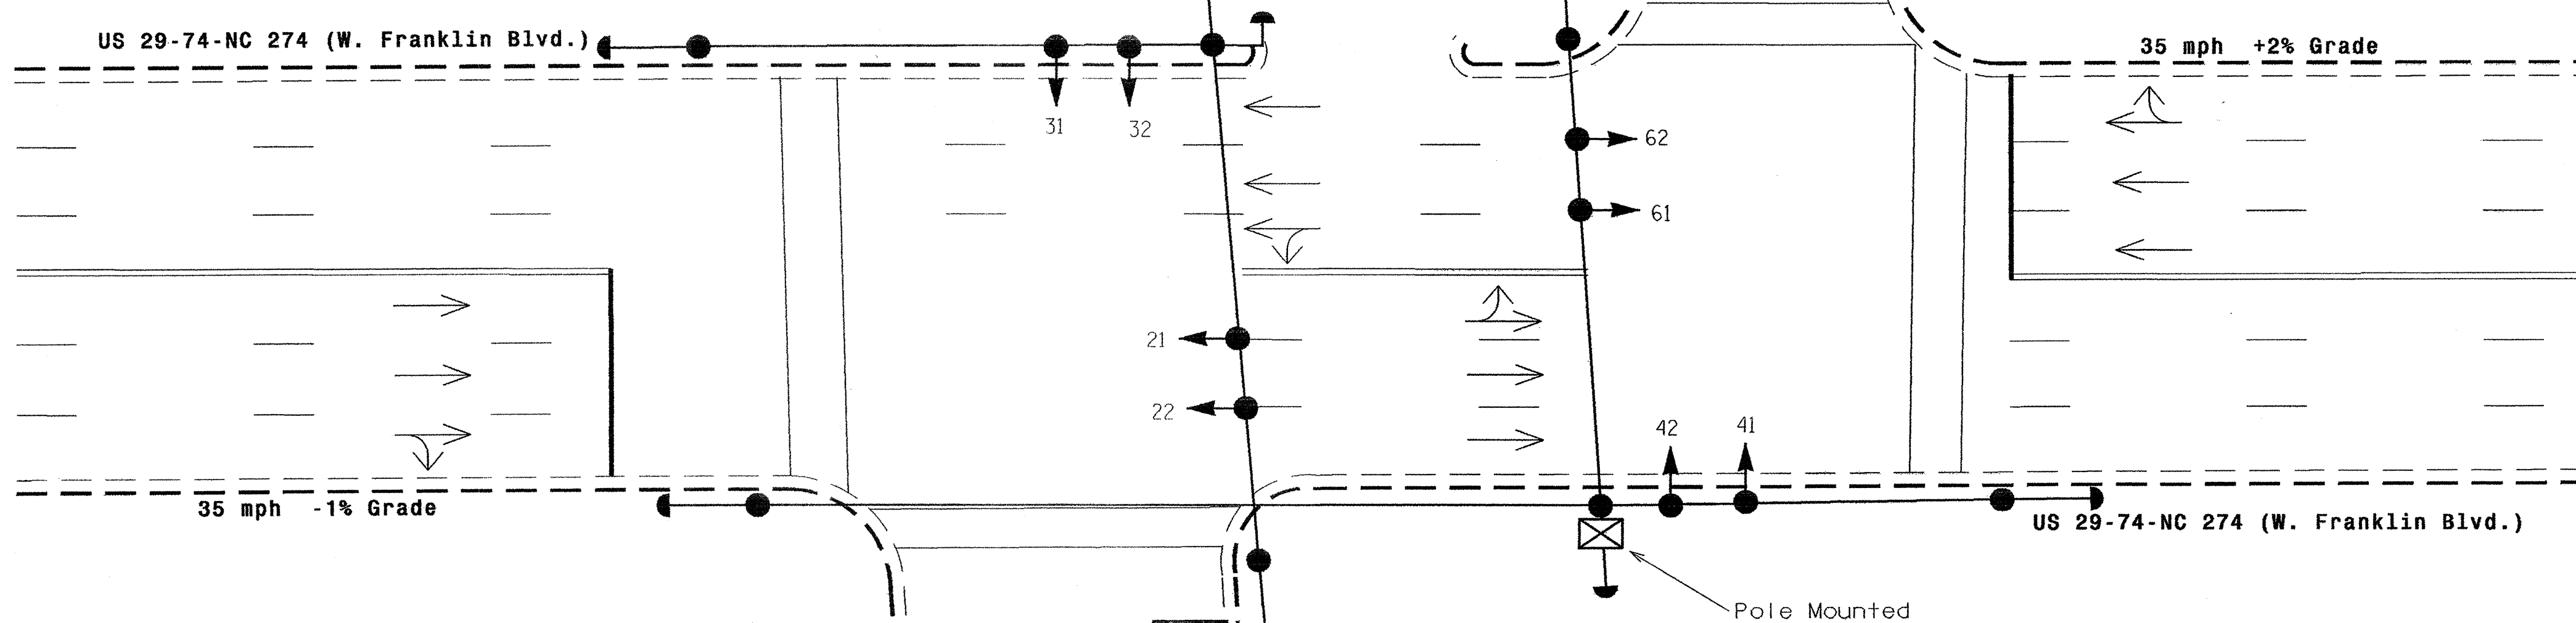 US 29-74-NC 274 (W. Franklin Blvd.)
35 mph +2% Grade
31
32
62
61
21
22
42
41
35 mph -1% Grade
US 29-74-NC 274 (W. Franklin Blvd.)
Pole Mounted